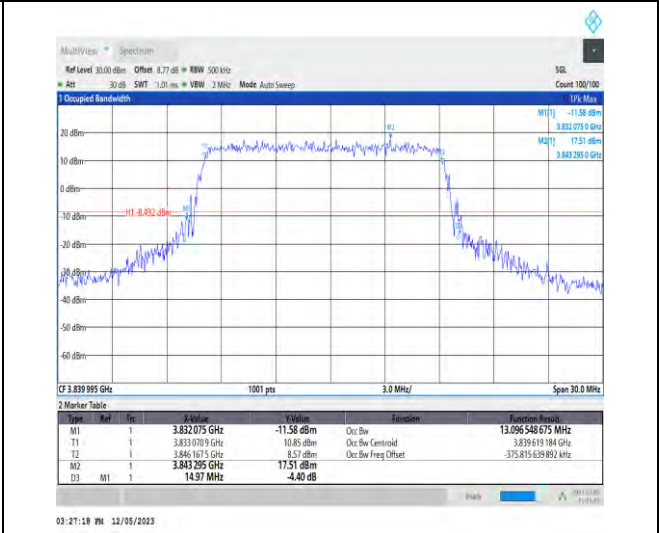 MultiView Spectrum
Ref Level 30.00 dBm Offset 8.77 dB RBW 500 kHz SGL
Att 30 dB SWT 1.01 ms VBW 2 MHz Mode Auto Sweep Count 100/100
1 Occupied Bandwidth 1Pk Max
M1[1] -11.58 dBm
3.832 075 0 GHz
M2[1] 17.51 dBm
3.843 295 0 GHz
M2
20 dBm
10 dBm
0 dBm
H1 -8.492 dBm
-10 dBm
-20 dBm
-30 dBm
-40 dBm
-50 dBm
-60 dBm
CF 3.839 995 GHz 1001 pts 3.0 MHz/ Span 30.0 MHz
2 Marker Table
Type Ref Trc X-Value Y-Value Function Function Result
M1 1 3.832 075 GHz -11.58 dBm Occ Bw 13.096 548 675 MHz
T1 1 3.833 070 9 GHz 10.85 dBm Occ Bw Centroid 3.839 619 184 GHz
T2 1 3.846 167 5 GHz 8.57 dBm Occ Bw Freq Offset -375.815 639 892 kHz
M2 1 3.843 295 GHz 17.51 dBm
D3 M1 1 14.97 MHz -4.40 dB
03:27:18 PM 12/05/2023